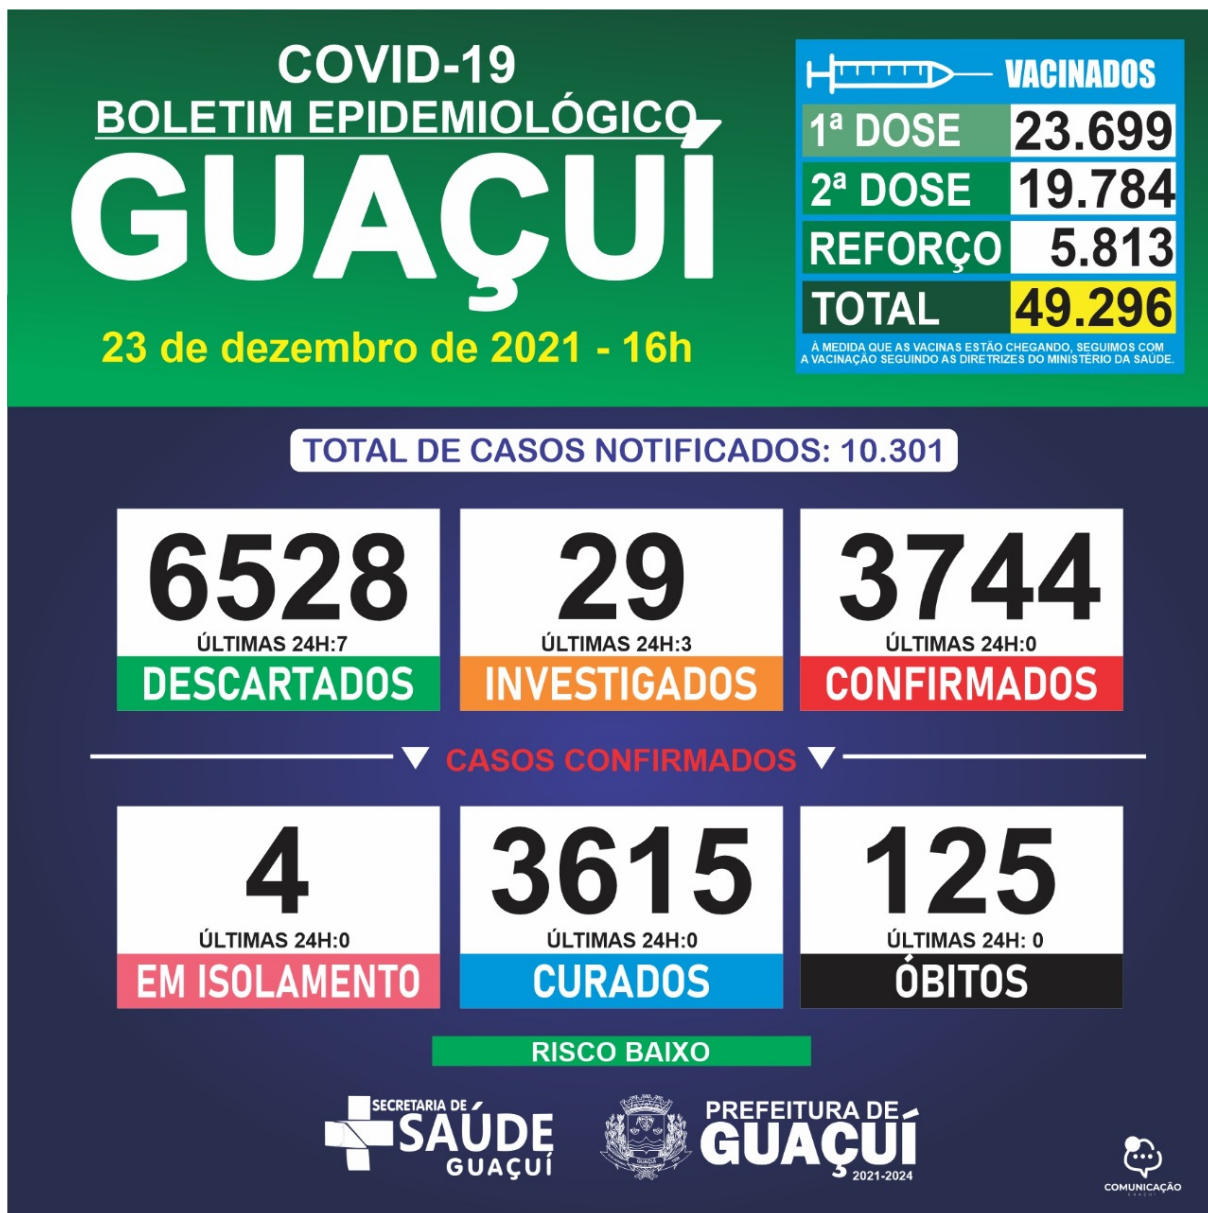 COVID-19
BOLETIM EPIDEMIOLÓGICO
GUAÇUÍ
23 de dezembro de 2021 - 16h
VACINADOS
1ª DOSE 23.699
2ª DOSE 19.784
REFORÇO 5.813
TOTAL 49.296
À MEDIDA QUE AS VACINAS ESTÃO CHEGANDO, SEGUIMOS COM
A VACINAÇÃO SEGUINDO AS DIRETRIZES DO MINISTÉRIO DA SAÚDE.
TOTAL DE CASOS NOTIFICADOS: 10.301
6528
ÚLTIMAS 24H:7
DESCARTADOS
29
ÚLTIMAS 24H:3
INVESTIGADOS
3744
ÚLTIMAS 24H:0
CONFIRMADOS
CASOS CONFIRMADOS
4
ÚLTIMAS 24H:0
EM ISOLAMENTO
3615
ÚLTIMAS 24H:0
CURADOS
125
ÚLTIMAS 24H: 0
ÓBITOS
RISCO BAIXO
SECRETARIA DE
SAÚDE
GUAÇUÍ
PREFEITURA DE
GUAÇUÍ
2021-2024
COMUNICAÇÃO